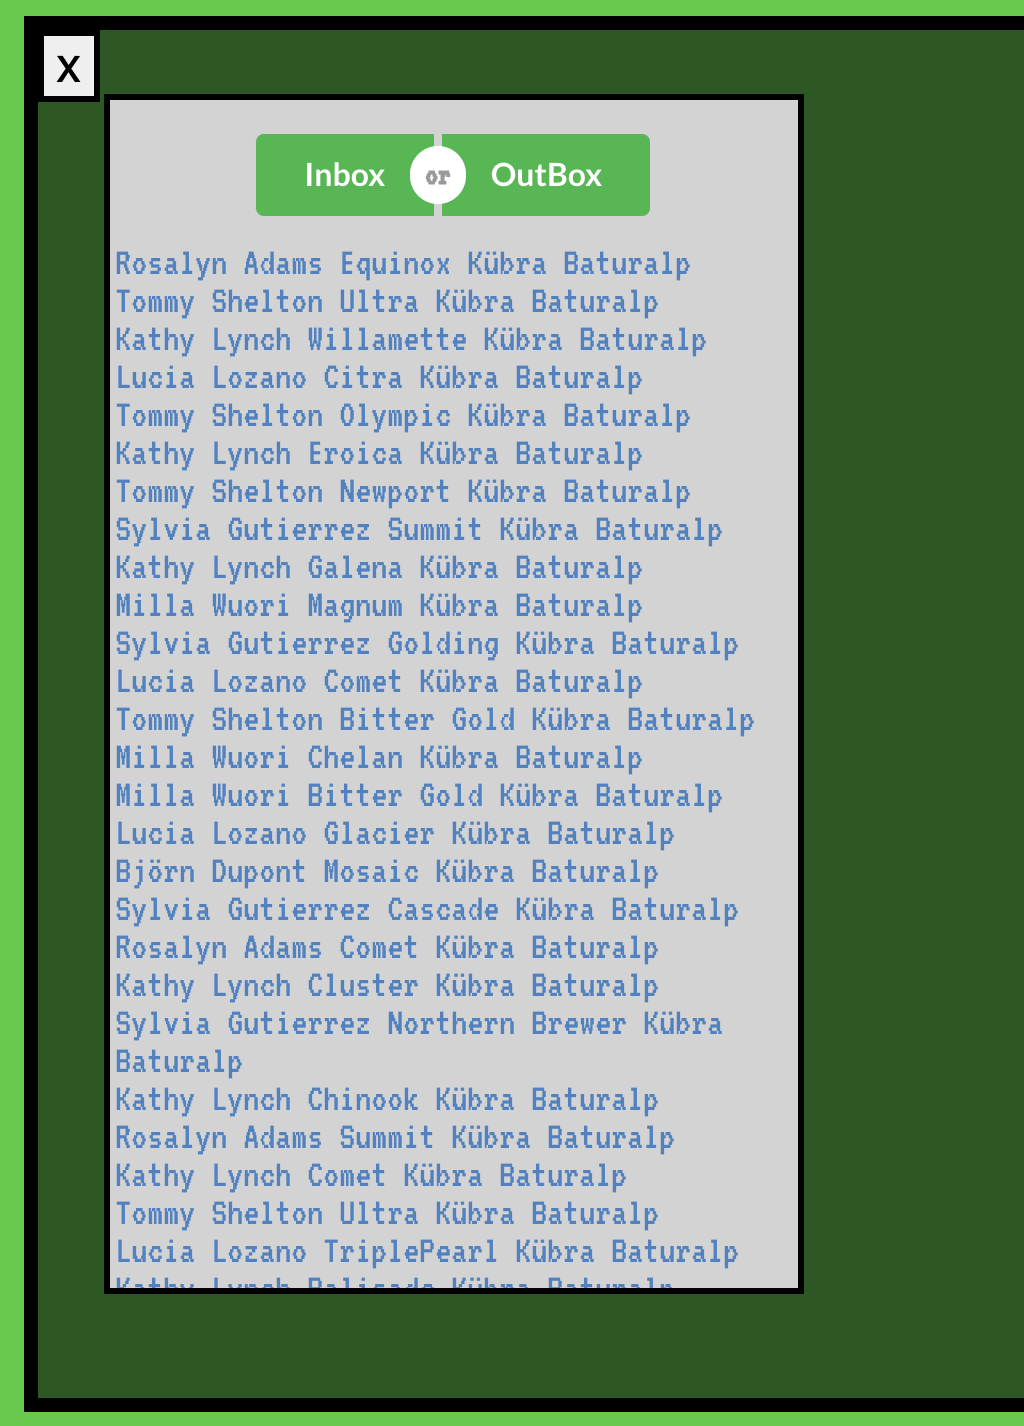 X
Inbox or OutBox
Rosalyn Adams Equinox Kübra Baturalp
Tommy Shelton Ultra Kübra Baturalp
Kathy Lynch Willamette Kübra Baturalp
Lucia Lozano Citra Kübra Baturalp
Tommy Shelton Olympic Kübra Baturalp
Kathy Lynch Eroica Kübra Baturalp
Tommy Shelton Newport Kübra Baturalp
Sylvia Gutierrez Summit Kübra Baturalp
Kathy Lynch Galena Kübra Baturalp
Milla Wuori Magnum Kübra Baturalp
Sylvia Gutierrez Golding Kübra Baturalp
Lucia Lozano Comet Kübra Baturalp
Tommy Shelton Bitter Gold Kübra Baturalp
Milla Wuori Chelan Kübra Baturalp
Milla Wuori Bitter Gold Kübra Baturalp
Lucia Lozano Glacier Kübra Baturalp
Björn Dupont Mosaic Kübra Baturalp
Sylvia Gutierrez Cascade Kübra Baturalp
Rosalyn Adams Comet Kübra Baturalp
Kathy Lynch Cluster Kübra Baturalp
Sylvia Gutierrez Northern Brewer Kübra
Baturalp
Kathy Lynch Chinook Kübra Baturalp
Rosalyn Adams Summit Kübra Baturalp
Kathy Lynch Comet Kübra Baturalp
Tommy Shelton Ultra Kübra Baturalp
Lucia Lozano TriplePearl Kübra Baturalp
Kathy Lynch Palisade Kübra Baturalp